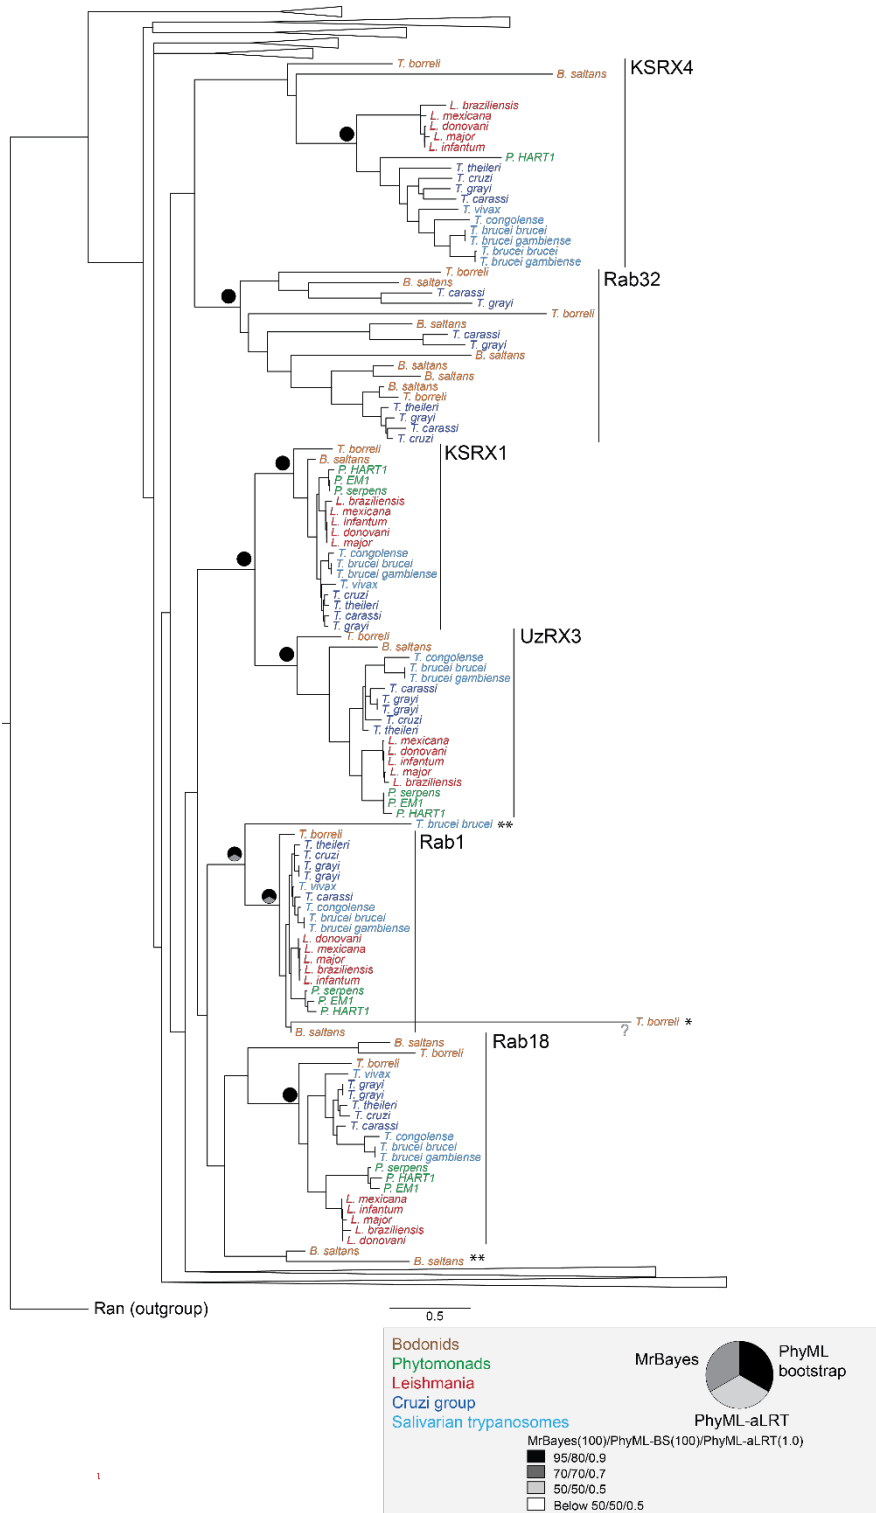 T. borreli
KSRX4
B. saltans
L. braziliensis
L. mexicana
L. donovani
L. major
L. infantum
P. HART1
T. theileri
T. cruzi
T. grayi
T. carassi
T. vivax
T. congolense
T. brucei brucei
T. brucei gambiense
T. brucei brucei
T. brucei gambiense
T. borreli
Rab32
B. saltans
T. carassi
T. grayi
T. borreli
B. saltans
T. carassi
T. grayi
B. saltans
B. saltans
B. saltans
B. saltans
T. borreli
T. theileri
T. grayi
T. carassi
T. cruzi
T. borreli
KSRX1
B. saltans
P. HART1
P. EM1
P. serpens
L. braziliensis
L. mexicana
L. infantum
L. donovani
L. major
T. congolense
T. brucei brucei
T. brucei gambiense
T. vivax
T. cruzi
T. theileri
T. carassi
T. grayi
T. borreli
UzRX3
B. saltans
T. congolense
T. brucei brucei
T. brucei gambiense
T. carassi
T. grayi
T. grayi
T. cruzi
T. theileri
L. mexicana
L. donovani
L. infantum
L. major
L. braziliensis
P. serpens
P. EM1
P. HART1
T. brucei brucei **
T. borreli
Rab1
T. theileri
T. cruzi
T. grayi
T. grayi
T. vivax
T. carassi
T. congolense
T. brucei brucei
T. brucei gambiense
L. donovani
L. mexicana
L. major
L. braziliensis
L. infantum
P. serpens
P. EM1
P. HART1
T. borreli *
?
B. saltans
Rab18
B. saltans
T. borreli
T. borreli
T. vivax
T. grayi
T. grayi
T. theileri
T. cruzi
T. carassi
T. congolense
T. brucei brucei
T. brucei gambiense
P. serpens
P. HART1
P. EM1
L. mexicana
L. infantum
L. major
L. braziliensis
L. donovani
B. saltans
B. saltans **
Ran (outgroup)
0.5
Bodonids
Phytomonads
Leishmania
Cruzi group
Salivarian trypanosomes
MrBayes
PhyML
bootstrap
PhyML-aLRT
MrBayes(100)/PhyML-BS(100)/PhyML-aLRT(1.0)
95/80/0.9
70/70/0.7
50/50/0.5
Below 50/50/0.5